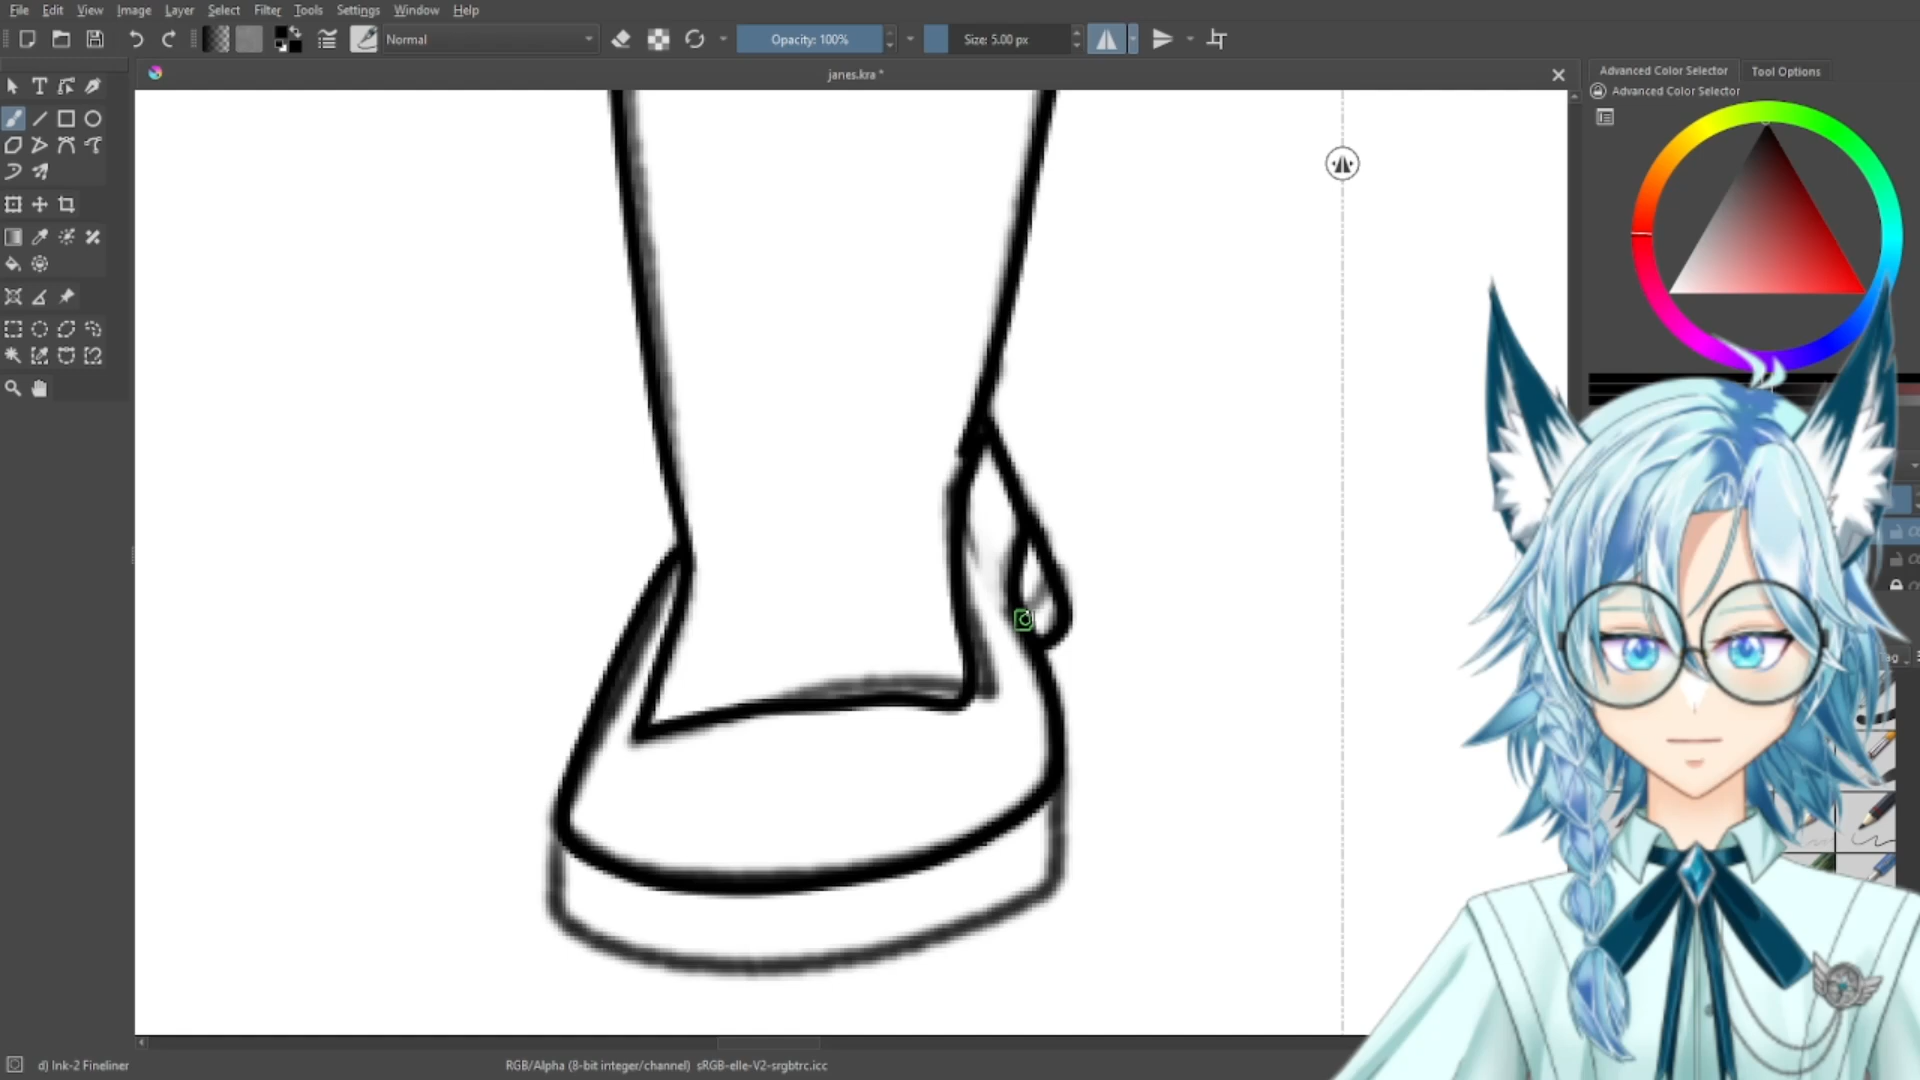 File Edit View Image Layer Select Filter Tools Settings Window Help
Normal
Opacity: 100%
Size: 5.00 px
janes.kra *
Advanced Color Selector
Tool Options
Advanced Color Selector
d) Ink-2 Fineliner
RGB/Alpha (8-bit integer/channel) sRGB-elle-V2-srgbtrc.icc